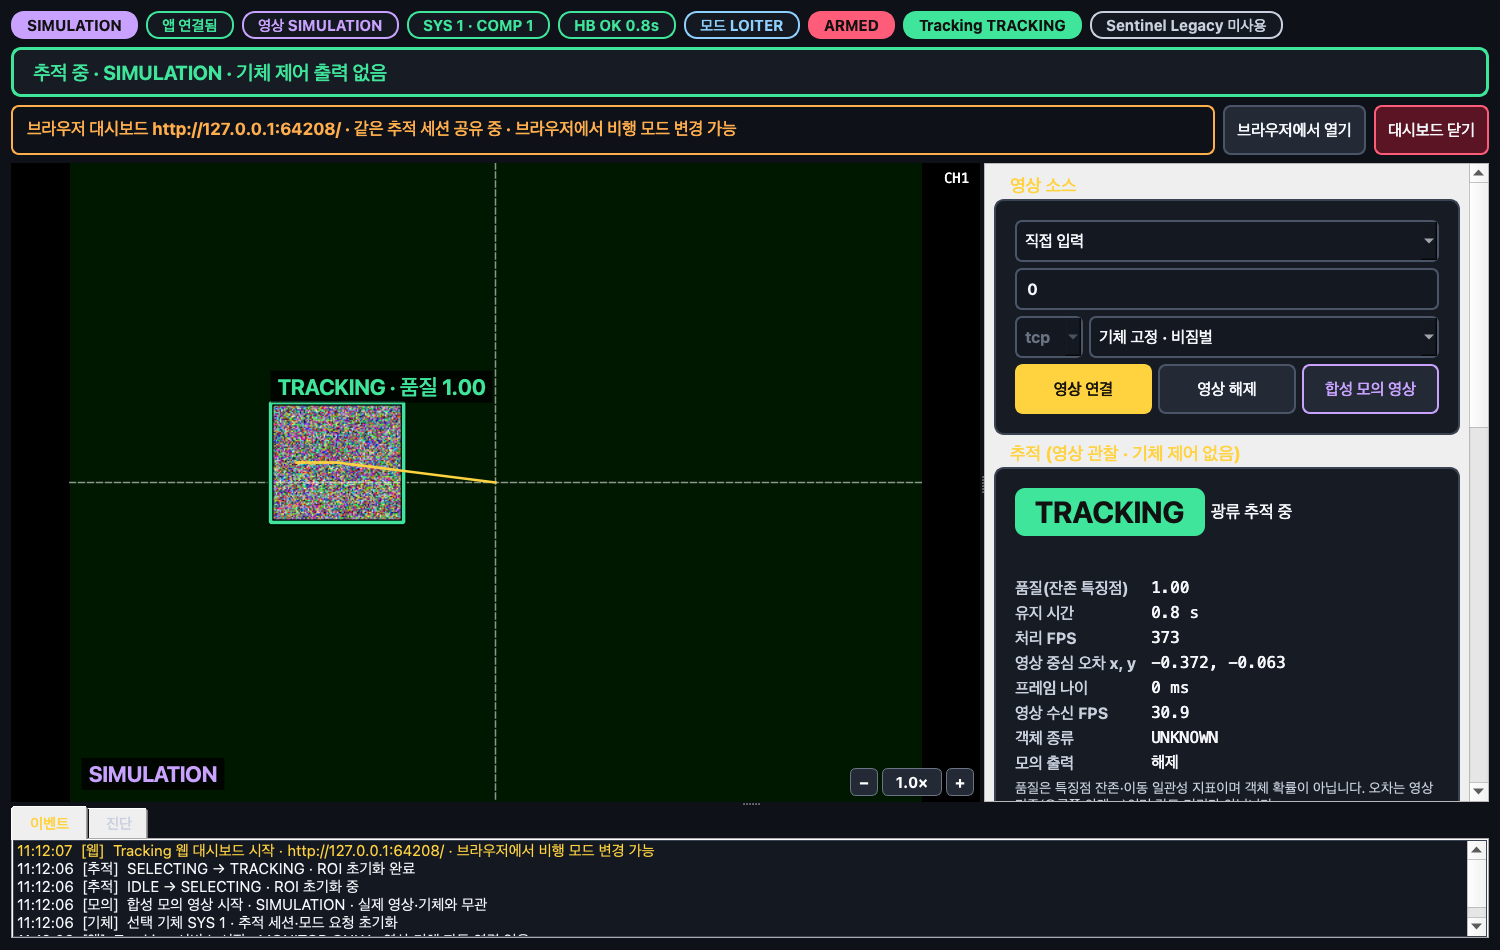 SIMULATION 앱 연결됨 영상 SIMULATION SYS 1 · COMP 1 HB OK 0.8s 모드 LOITER ARMED Tracking TRACKING Sentinel Legacy 미사용
추적 중 · SIMULATION · 기체 제어 출력 없음
브라우저 대시보드 http://127.0.0.1:64208/ · 같은 추적 세션 공유 중 · 브라우저에서 비행 모드 변경 가능 브라우저에서 열기 대시보드 닫기
CH1
TRACKING · 품질 1.00
SIMULATION
− 1.0× +
영상 소스
직접 입력
0
tcp 기체 고정 · 비짐벌
영상 연결 영상 해제 합성 모의 영상
추적 (영상 관찰 · 기체 제어 없음)
TRACKING 광류 추적 중
품질(잔존 특징점) 1.00
유지 시간 0.8 s
처리 FPS 373
영상 중심 오차 x, y −0.372, −0.063
프레임 나이 0 ms
영상 수신 FPS 30.9
객체 종류 UNKNOWN
모의 출력 해제
품질은 특징점 잔존·이동 일관성 지표이며 객체 확률이 아닙니다. 오차는 영상
이벤트 진단
11:12:07 [웹] Tracking 웹 대시보드 시작 · http://127.0.0.1:64208/ · 브라우저에서 비행 모드 변경 가능
11:12:06 [추적] SELECTING → TRACKING · ROI 초기화 완료
11:12:06 [추적] IDLE → SELECTING · ROI 초기화 중
11:12:06 [모의] 합성 모의 영상 시작 · SIMULATION · 실제 영상·기체와 무관
11:12:06 [기체] 선택 기체 SYS 1 · 추적 세션·모드 요청 초기화